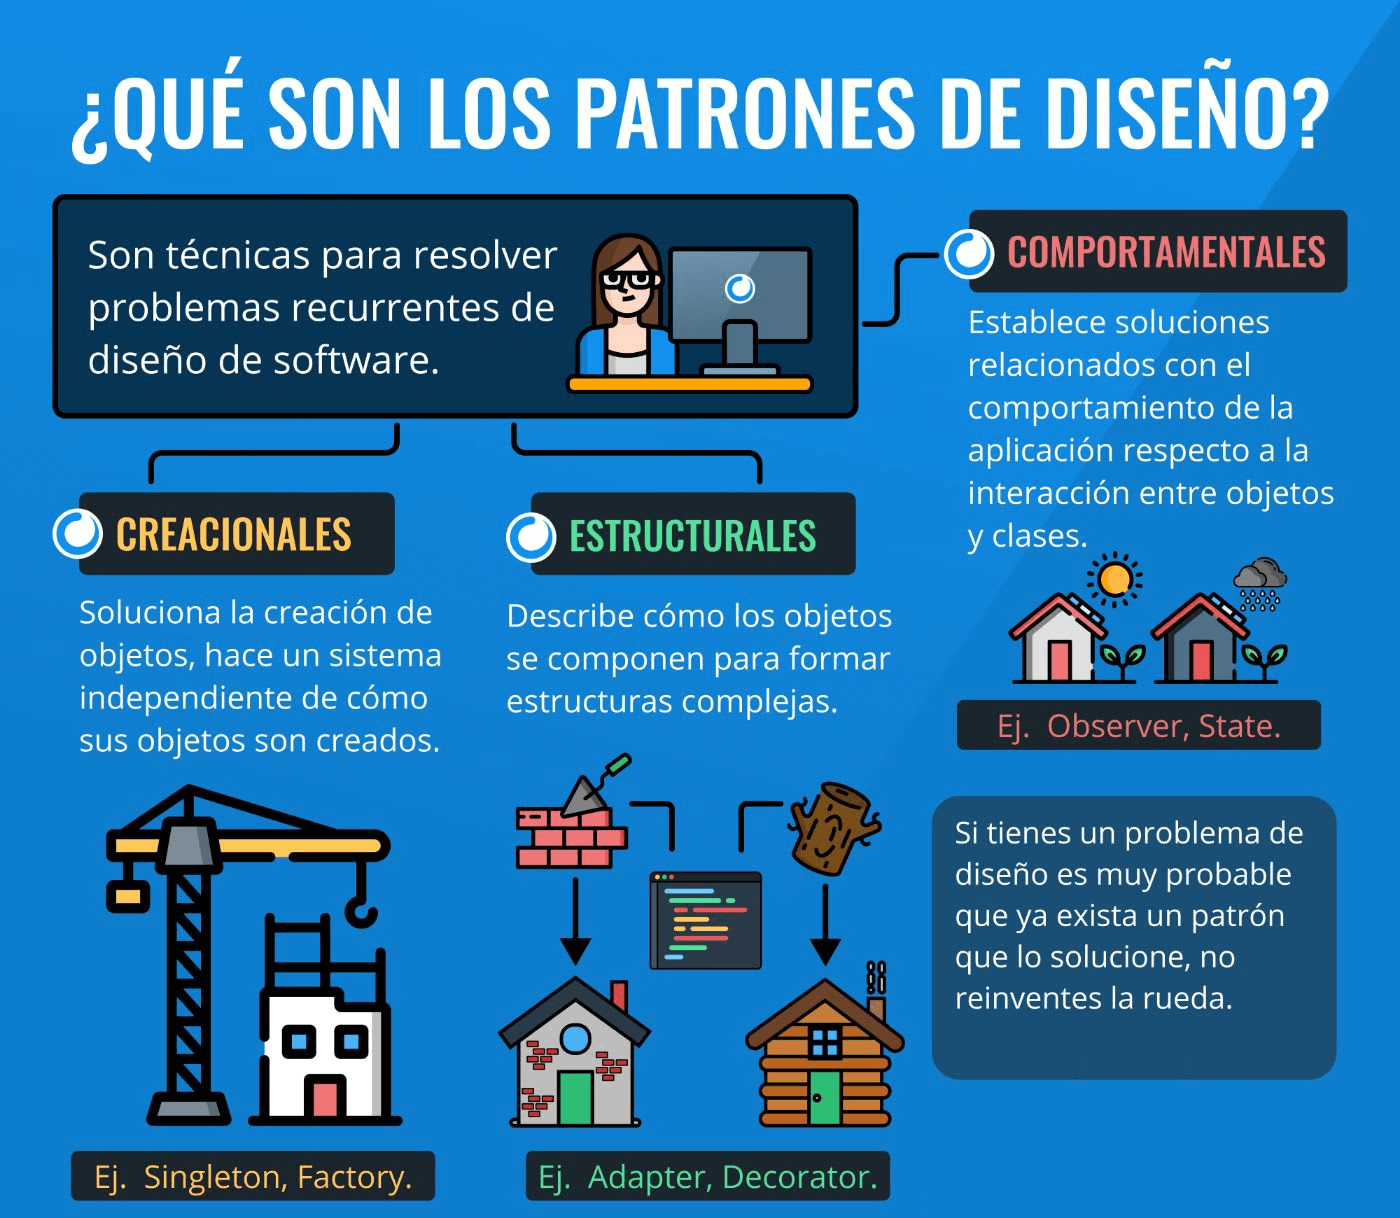 ¿QUÉ SON LOS PATRONES DE DISEÑO?
Son técnicas para resolver
problemas recurrentes de
diseño de software.
CREACIONALES
Soluciona la creación de
objetos, hace un sistema
independiente de cómo
sus objetos son creados.
Ej. Singleton, Factory.
ESTRUCTURALES
Describe cómo los objetos
se componen para formar
estructuras complejas.
Ej. Adapter, Decorator.
COMPORTAMENTALES
Establece soluciones
relacionados con el
comportamiento de la
aplicación respecto a la
interacción entre objetos
y clases.
Ej. Observer, State.
Si tienes un problema de
diseño es muy probable
que ya exista un patrón
que lo solucione, no
reinventes la rueda.